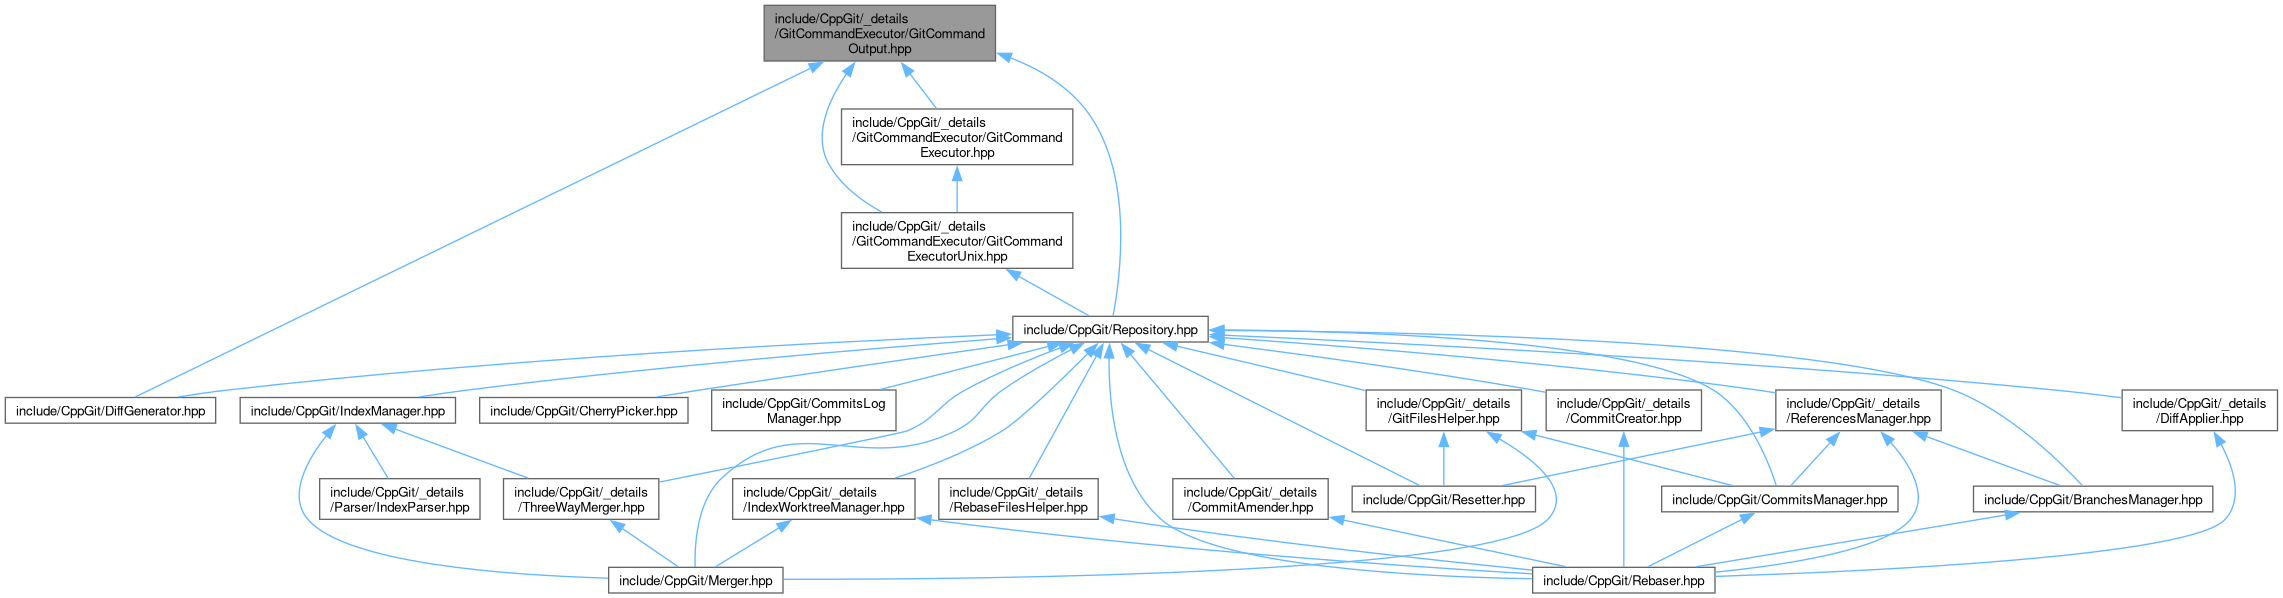 include/CppGit/_details
/GitCommandExecutor/GitCommand
Output.hpp
include/CppGit/_details
/GitCommandExecutor/GitCommand
Executor.hpp
include/CppGit/_details
/GitCommandExecutor/GitCommand
ExecutorUnix.hpp
include/CppGit/Repository.hpp
include/CppGit/DiffGenerator.hpp
include/CppGit/IndexManager.hpp
include/CppGit/CherryPicker.hpp
include/CppGit/CommitsLog
Manager.hpp
include/CppGit/_details
/GitFilesHelper.hpp
include/CppGit/_details
/CommitCreator.hpp
include/CppGit/_details
/ReferencesManager.hpp
include/CppGit/_details
/DiffApplier.hpp
include/CppGit/_details
/Parser/IndexParser.hpp
include/CppGit/_details
/ThreeWayMerger.hpp
include/CppGit/_details
/IndexWorktreeManager.hpp
include/CppGit/_details
/RebaseFilesHelper.hpp
include/CppGit/_details
/CommitAmender.hpp
include/CppGit/Resetter.hpp
include/CppGit/CommitsManager.hpp
include/CppGit/BranchesManager.hpp
include/CppGit/Merger.hpp
include/CppGit/Rebaser.hpp